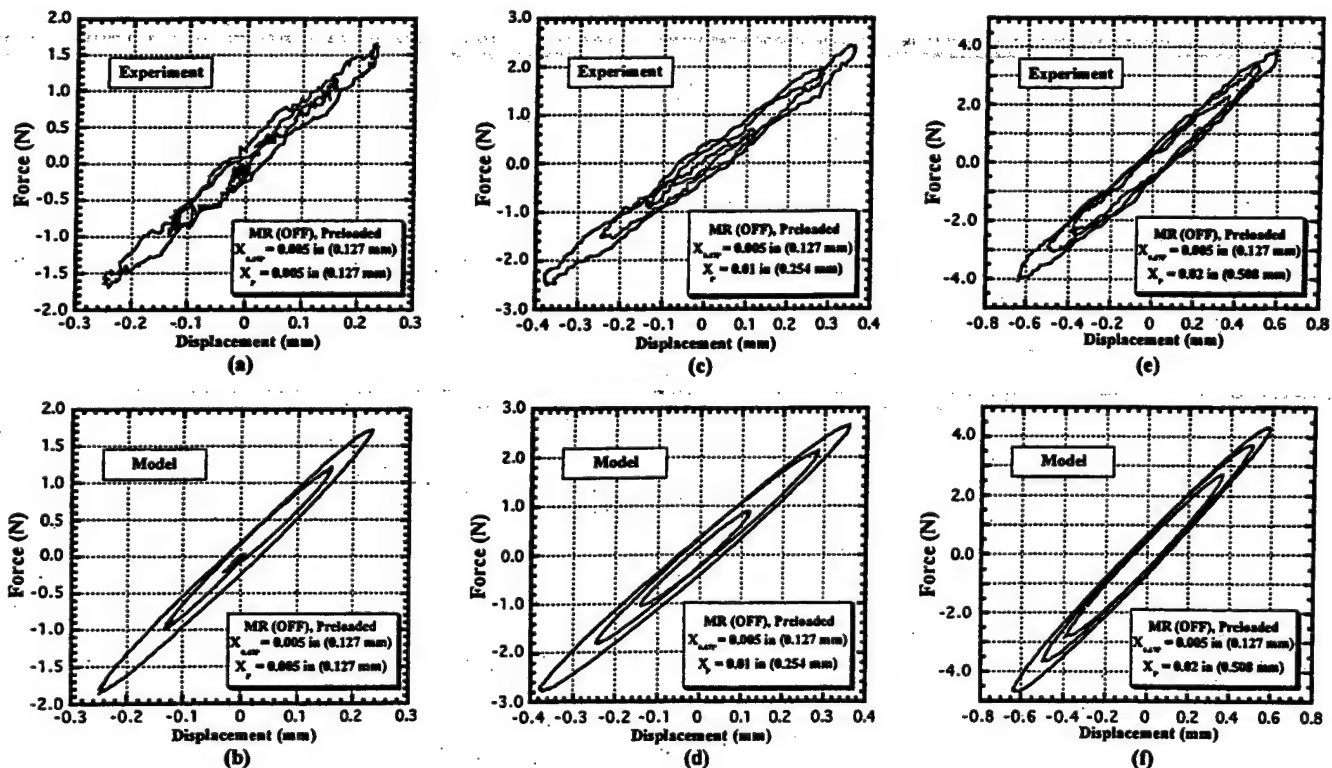 2.0
1.5
1.0
0.5
0.0
-0.5
-1.0
-1.5
-2.0
Force (N)
Experiment
MR (OFF), Preloaded
= 0.005 in (0.127 mm)
= 0.005 in (0.127 mm)
-0.3 -0.2 -0.1 0 0.1 0.2 0.3
Displacement (mm)
(a)
3.0
2.0
1.0
0.0
-1.0
-2.0
-3.0
Force (N)
Experiment
MR (OFF), Preloaded
= 0.005 in (0.127 mm)
= 0.01 in (0.254 mm)
-0.4 -0.3 -0.2 -0.1 0 0.1 0.2 0.3 0.4
Displacement (mm)
(c)
4.0
2.0
0.0
-2.0
-4.0
Force (N)
Experiment
MR (OFF), Preloaded
= 0.005 in (0.127 mm)
= 0.02 in (0.508 mm)
-0.8 -0.6 -0.4 -0.2 0 0.2 0.4 0.6 0.8
Displacement (mm)
(e)
2.0
1.5
1.0
0.5
0.0
-0.5
-1.0
-1.5
-2.0
Force (N)
Model
MR (OFF), Preloaded
= 0.005 in (0.127 mm)
= 0.005 in (0.127 mm)
-0.3 -0.2 -0.1 0 0.1 0.2 0.3
Displacement (mm)
(b)
3.0
2.0
1.0
0.0
-1.0
-2.0
-3.0
Force (N)
Model
MR (OFF), Preloaded
= 0.005 in (0.127 mm)
= 0.01 in (0.254 mm)
-0.4 -0.3 -0.2 -0.1 0 0.1 0.2 0.3 0.4
Displacement (mm)
(d)
4.0
2.0
0.0
-2.0
-4.0
Force (N)
Model
MR (OFF), Preloaded
= 0.005 in (0.127 mm)
= 0.02 in (0.508 mm)
-0.8 -0.6 -0.4 -0.2 0 0.2 0.4 0.6 0.8
Displacement (mm)
(f)